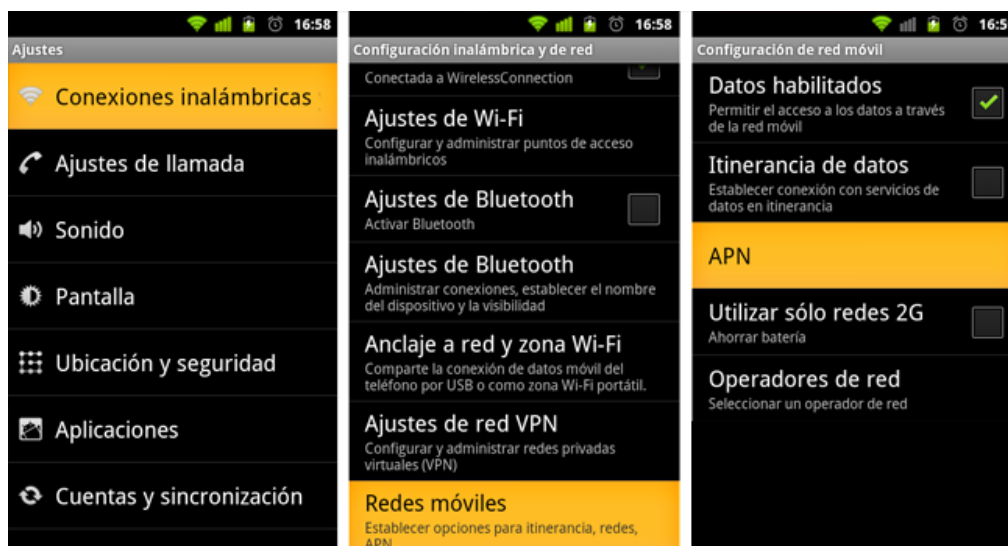 16:58
Ajustes
Conexiones inalámbricas
Ajustes de llamada
Sonido
Pantalla
Ubicación y seguridad
Aplicaciones
Cuentas y sincronización
16:58
Configuración inalámbrica y de red
Conectada a WirelessConnection
Ajustes de Wi-Fi
Configurar y administrar puntos de acceso
inalámbricos
Ajustes de Bluetooth
Activar Bluetooth
Ajustes de Bluetooth
Administrar conexiones, establecer el nombre
del dispositivo y la visibilidad
Anclaje a red y zona Wi-Fi
Comparte la conexión de datos móvil del
teléfono por USB o como zona Wi-Fi portátil.
Ajustes de red VPN
Configurar y administrar redes privadas
virtuales (VPN)
Redes móviles
Establecer opciones para itinerancia, redes,
APN
16:5
Configuración de red móvil
Datos habilitados
Permitir el acceso a los datos a través
de la red móvil
Itinerancia de datos
Establecer conexión con servicios de
datos en itinerancia
APN
Utilizar sólo redes 2G
Ahorrar batería
Operadores de red
Seleccionar un operador de red